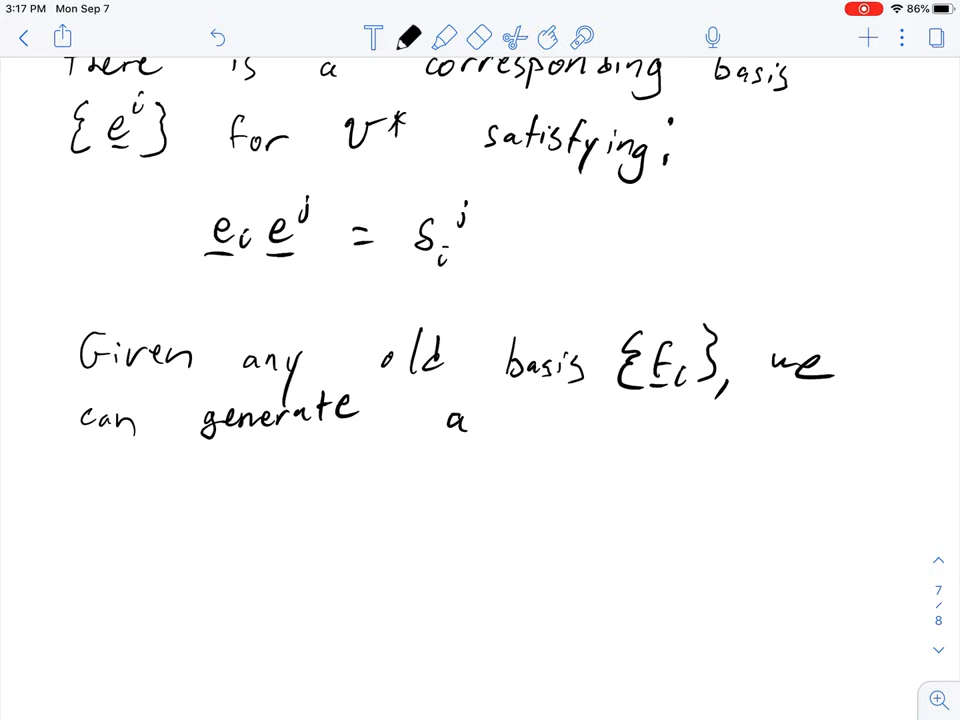 3:17 PM Mon Sep 7
86%
There is a corresponding basis
{e^i} for V* satisfying:
e_i e^j = δ_i^j
Given any old basis {E_i}, we
can generate a
T
7
/
8